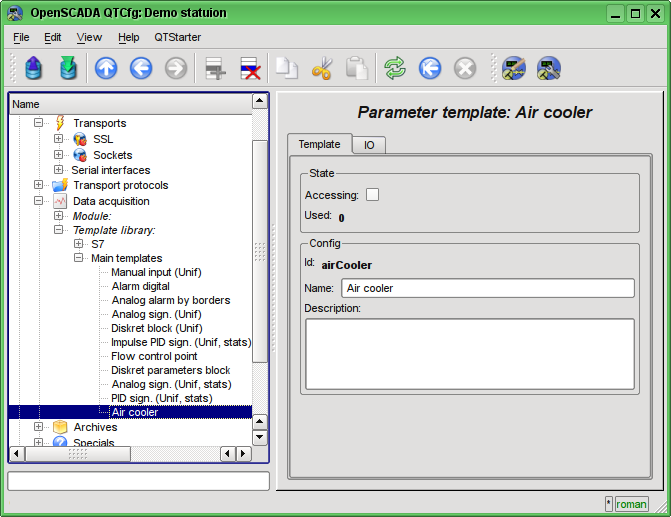 OpenSCADA QTCfg: Demo statuion
File Edit View Help QTStarter
Name
Transports
SSL
Sockets
Serial interfaces
Transport protocols
Data acquisition
Module:
Template library:
S7
Main templates
Manual input (Unif)
Alarm digital
Analog alarm by borders
Analog sign. (Unif)
Diskret block (Unif)
Impulse PID sign. (Unif, stats)
Flow control point
Diskret parameters block
Analog sign. (Unif, stats)
PID sign. (Unif, stats)
Air cooler
Archives
Specials
Parameter template: Air cooler
Template IO
State
Accessing:
Used: 0
Config
Id: airCooler
Name: Air cooler
Description:
* roman